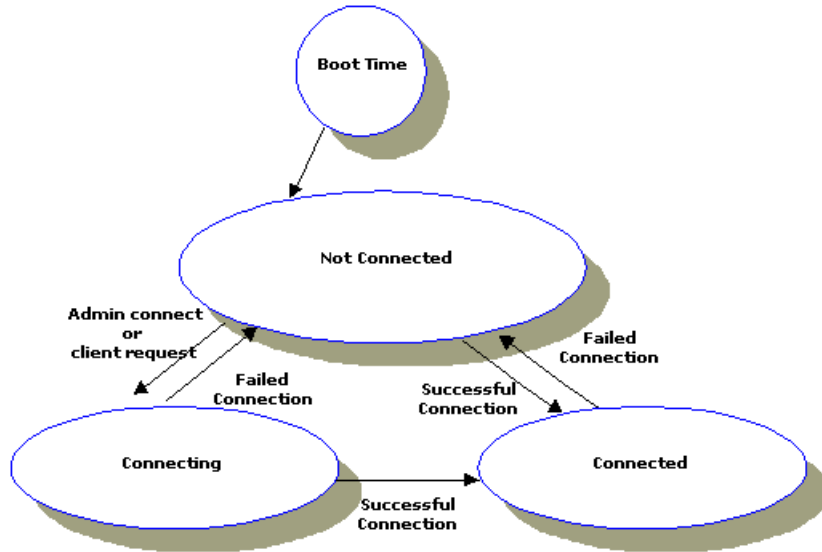 Boot Time
Not Connected
Admin connect
or
client request
Failed
Connection
Failed
Connection
Successful
Connection
Connecting
Connected
Successful
Connection